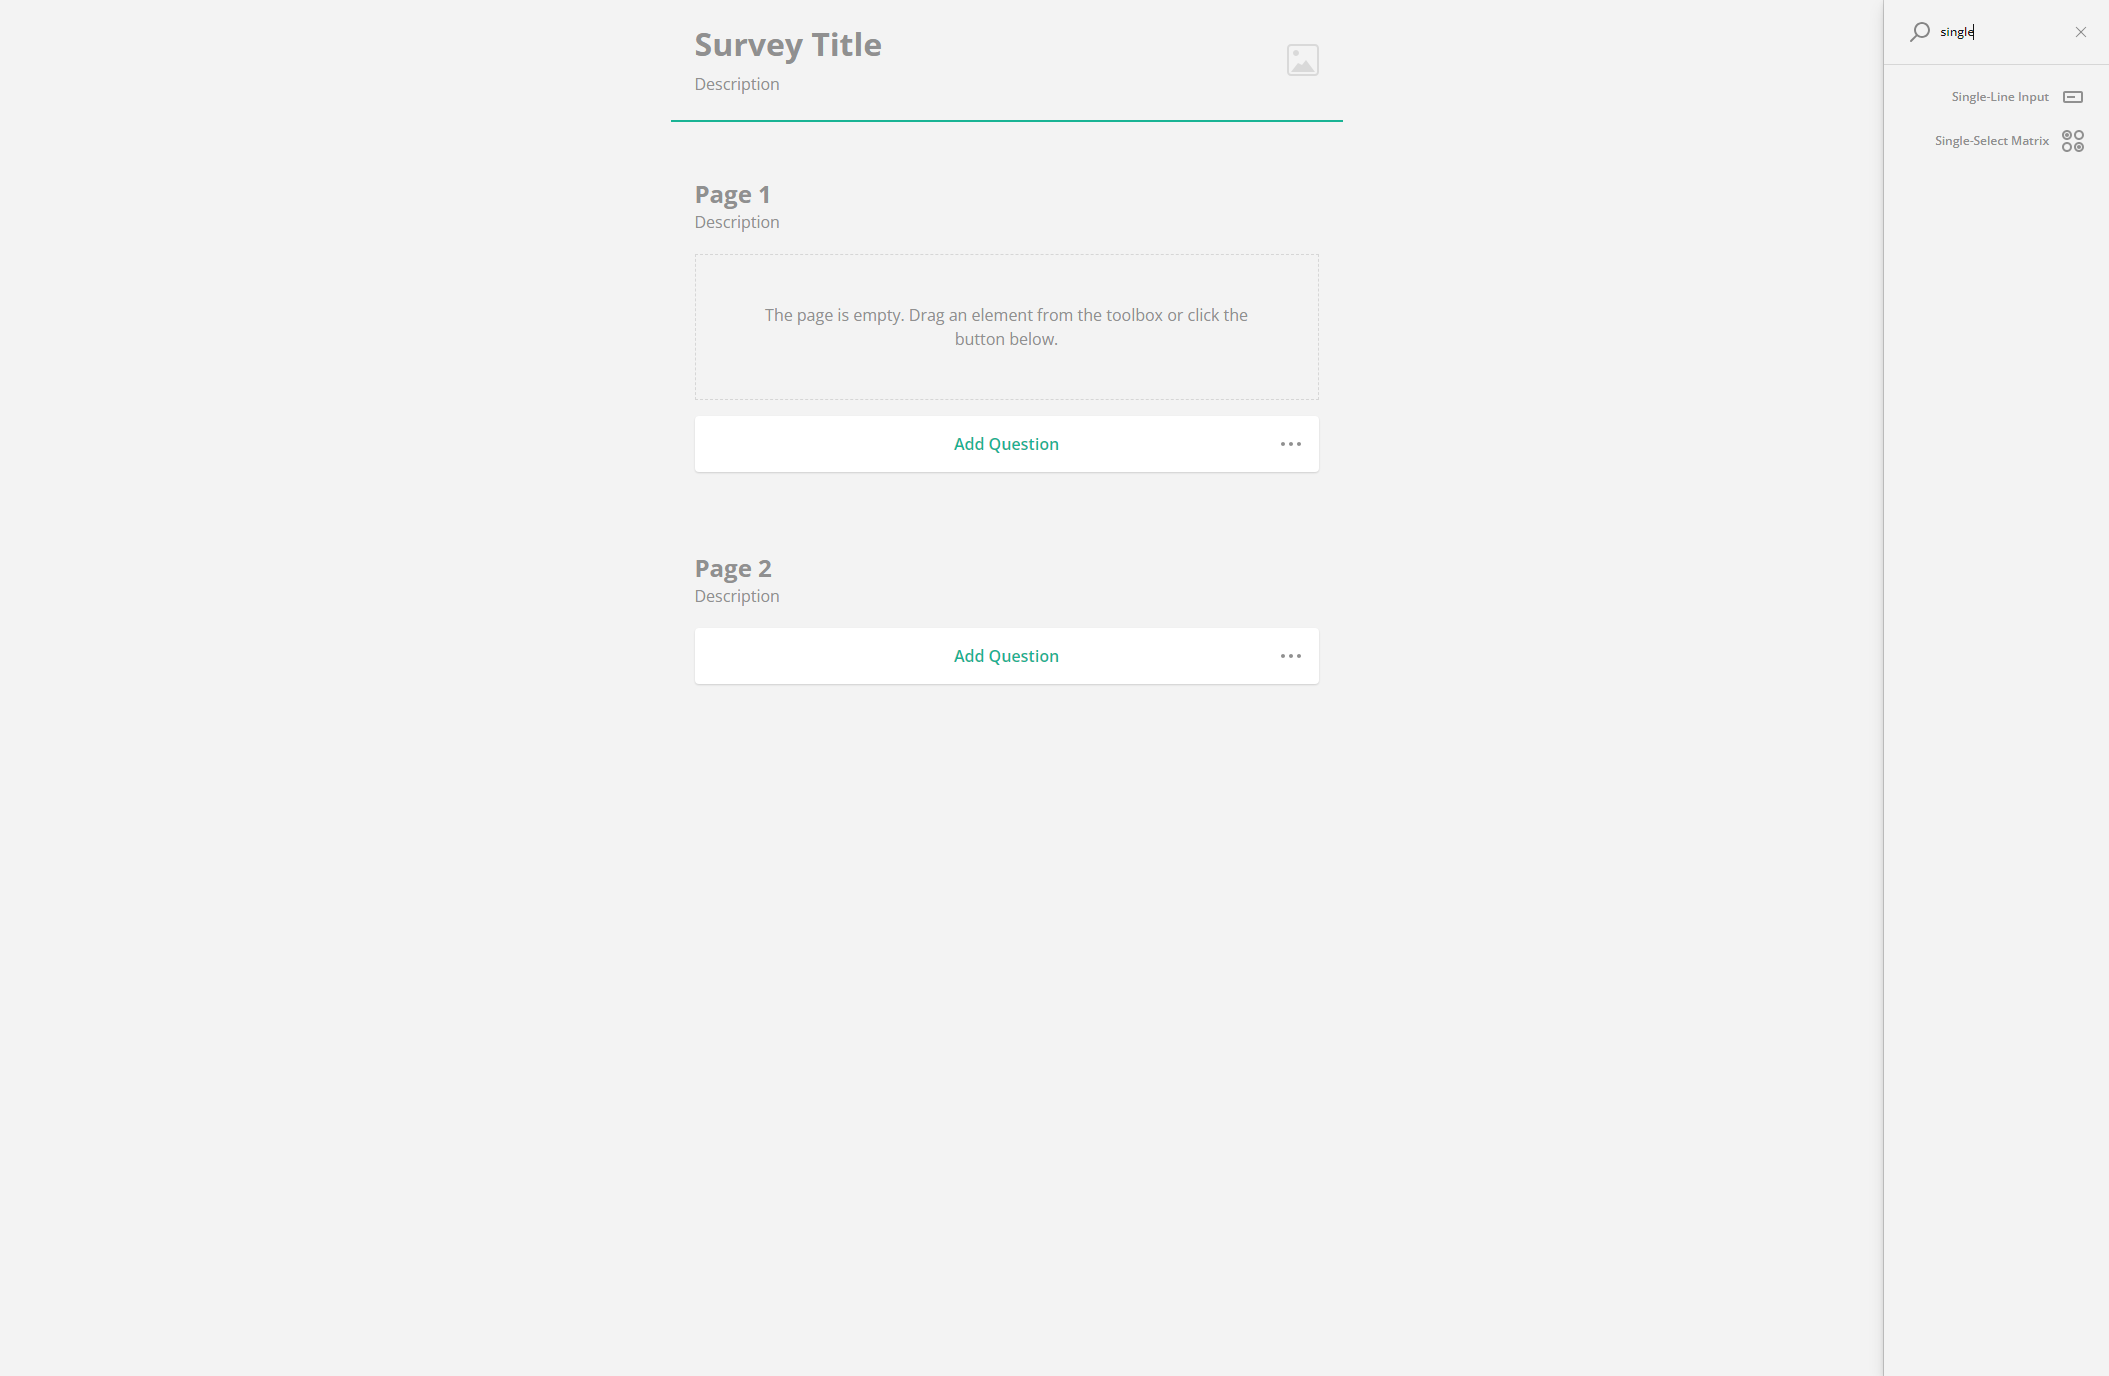 Survey Title
Description
Page 1
Description
The page is empty. Drag an element from the toolbox or click the
button below.
Add Question
Page 2
Description
Add Question
single
Single-Line Input
Single-Select Matrix